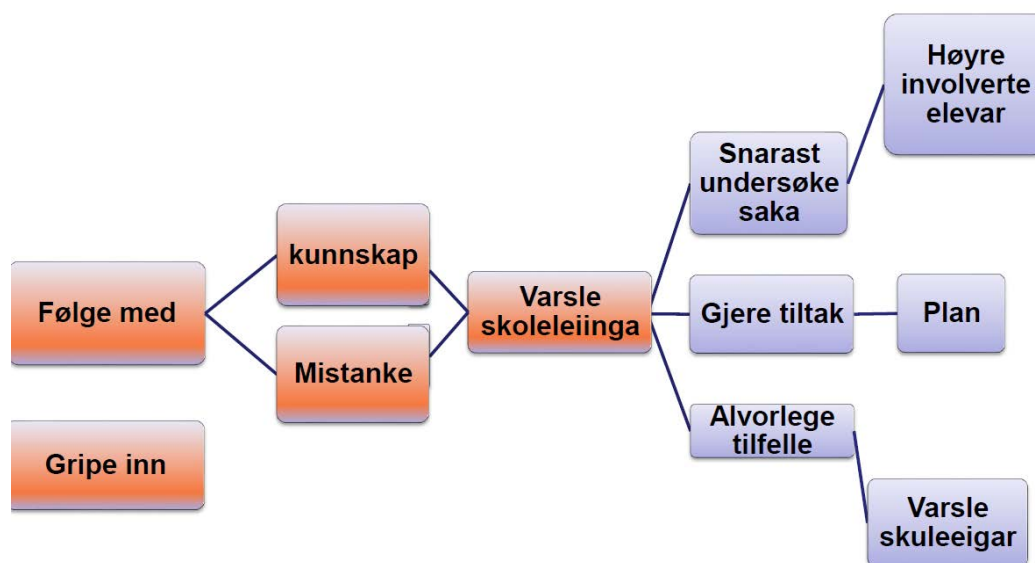 Følge med
Gripe inn
kunnskap
Mistanke
Varsle
skoleleiinga
Snarast
undersøke
saka
Høyre
involverte
elevar
Gjere tiltak
Plan
Alvorlege
tilfelle
Varsle
skuleeigar